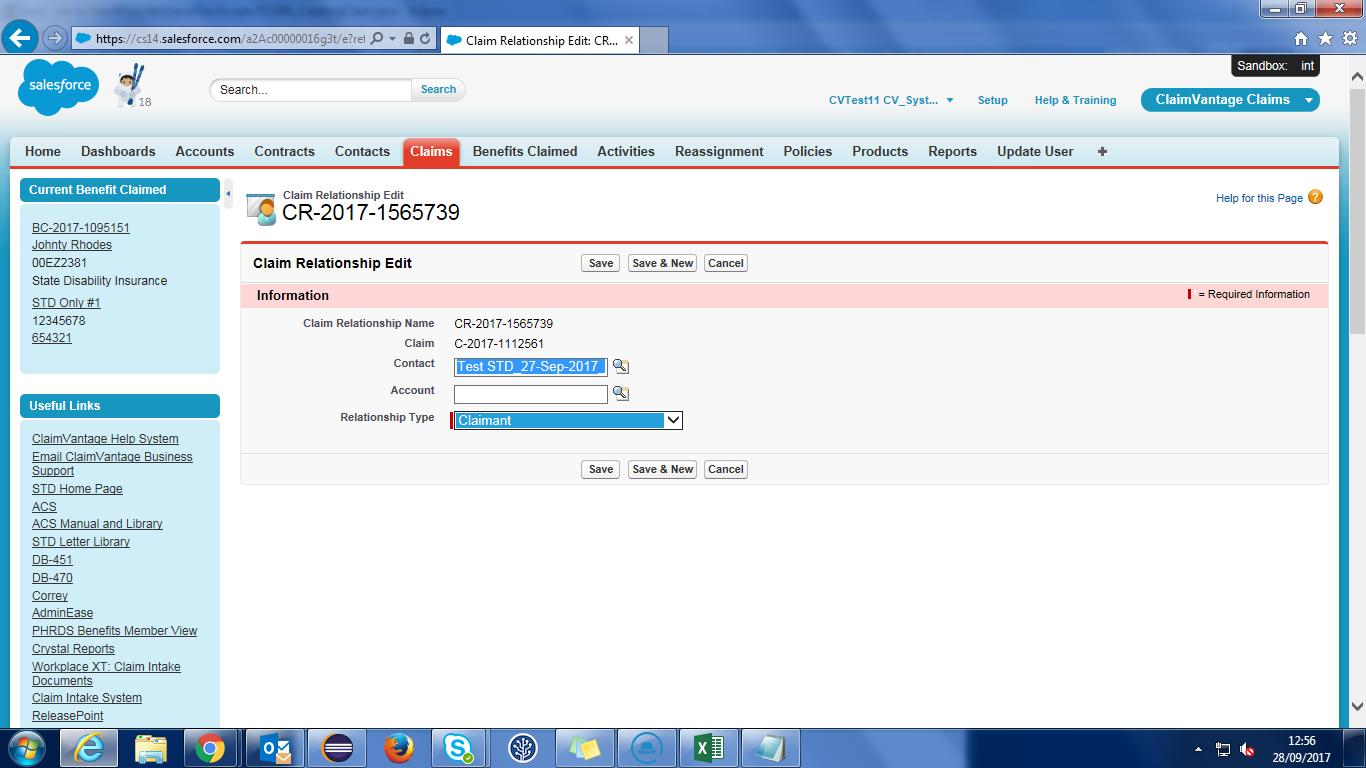 https://cs14.salesforce.com/a2Ac00000016g3t/e?ret
Claim Relationship Edit: CR...
Sandbox: int
salesforce
18
Search...
Search
CVTest11 CV_Syst...
Setup
Help & Training
ClaimVantage Claims
Home
Dashboards
Accounts
Contracts
Contacts
Claims
Benefits Claimed
Activities
Reassignment
Policies
Products
Reports
Update User
Current Benefit Claimed
BC-2017-1095151
Johnty Rhodes
00EZ2381
State Disability Insurance
STD Only #1
12345678
654321
Useful Links
ClaimVantage Help System
Email ClaimVantage Business
Support
STD Home Page
ACS
ACS Manual and Library
STD Letter Library
DB-451
DB-470
Correy
AdminEase
PHRDS Benefits Member View
Crystal Reports
Workplace XT: Claim Intake
Documents
Claim Intake System
ReleasePoint
Claim Relationship Edit
CR-2017-1565739
Help for this Page
Claim Relationship Edit
Save
Save & New
Cancel
Information
= Required Information
Claim Relationship Name CR-2017-1565739
Claim C-2017-1112561
Contact Test STD_27-Sep-2017
Account
Relationship Type Claimant
Save
Save & New
Cancel
12:56
28/09/2017